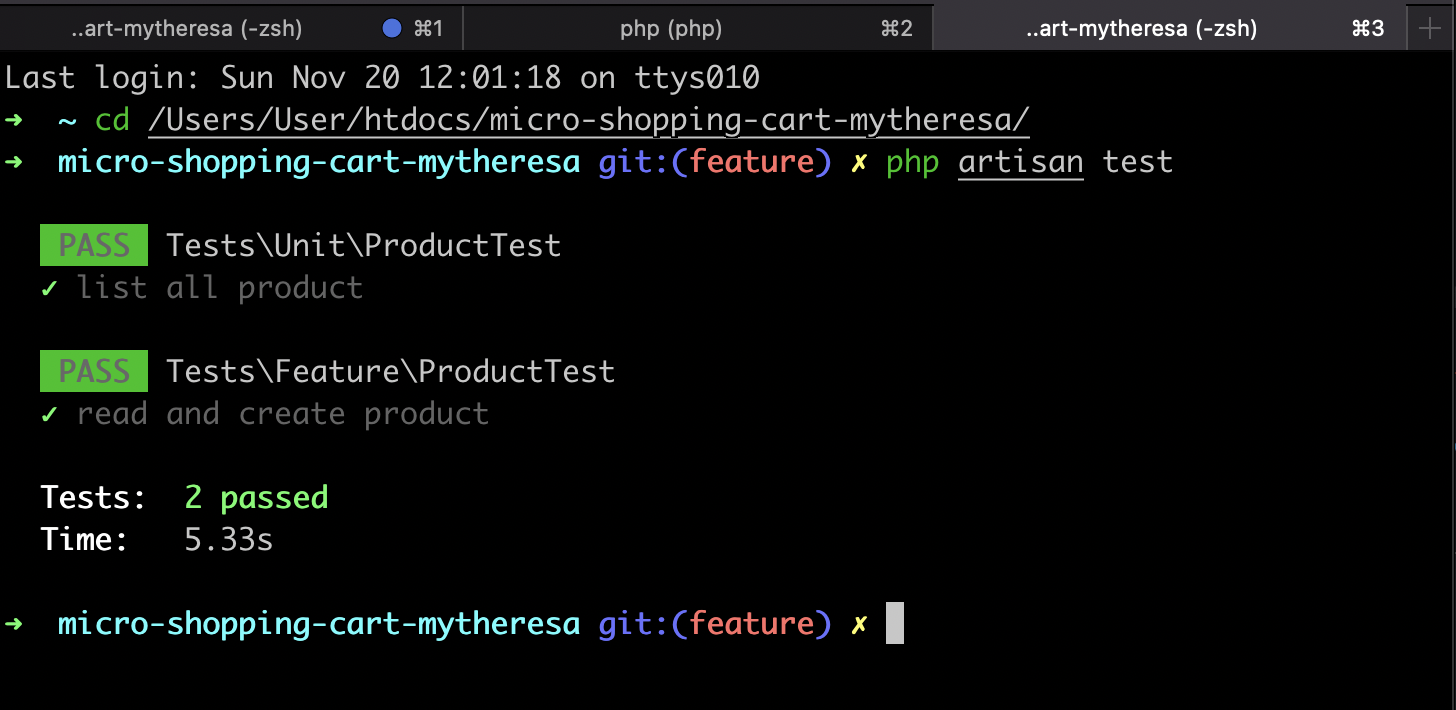 ..art-mytheresa (-zsh) ⌘1 php (php) ⌘2 ..art-mytheresa (-zsh) ⌘3 +
Last login: Sun Nov 20 12:01:18 on ttys010
➜ ~ cd /Users/User/htdocs/micro-shopping-cart-mytheresa/
➜ micro-shopping-cart-mytheresa git:(feature) ✗ php artisan test
PASS Tests\Unit\ProductTest
✓ list all product
PASS Tests\Feature\ProductTest
✓ read and create product
Tests: 2 passed
Time: 5.33s
➜ micro-shopping-cart-mytheresa git:(feature) ✗